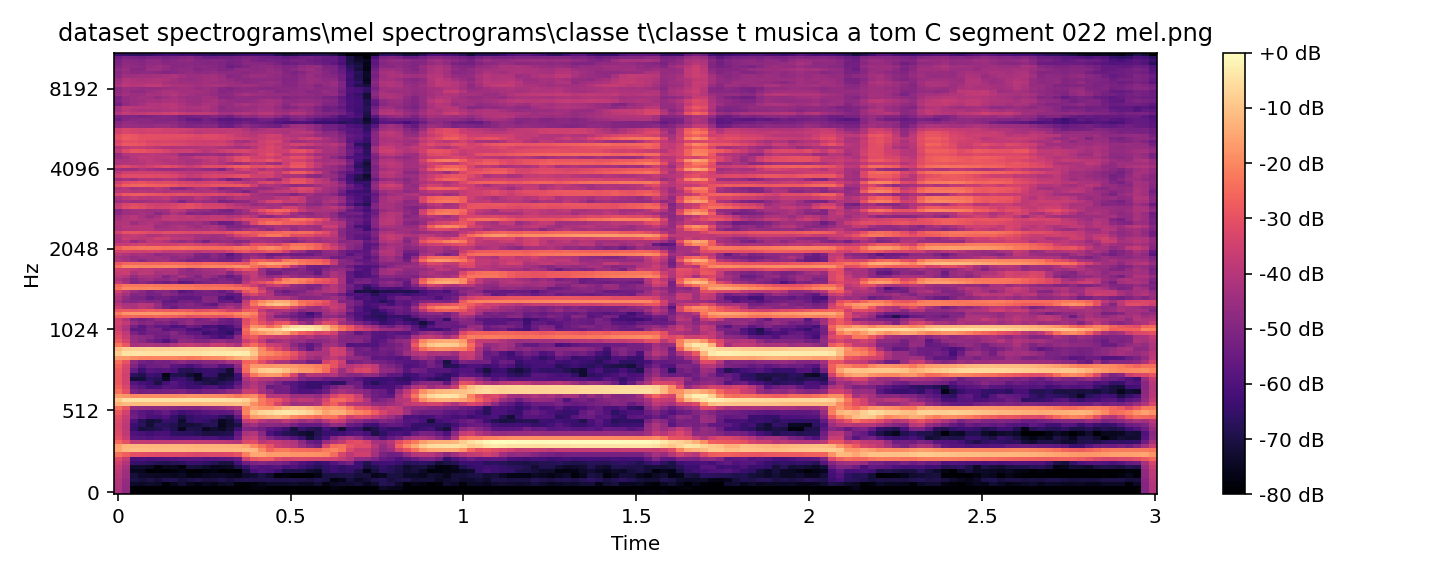 dataset spectrograms\mel spectrograms\classe t\classe t musica a tom C segment 022 mel.png
Hz
8192
4096
2048
1024
512
0
0
0.5
1
1.5
2
2.5
3
Time
+0 dB
-10 dB
-20 dB
-30 dB
-40 dB
-50 dB
-60 dB
-70 dB
-80 dB